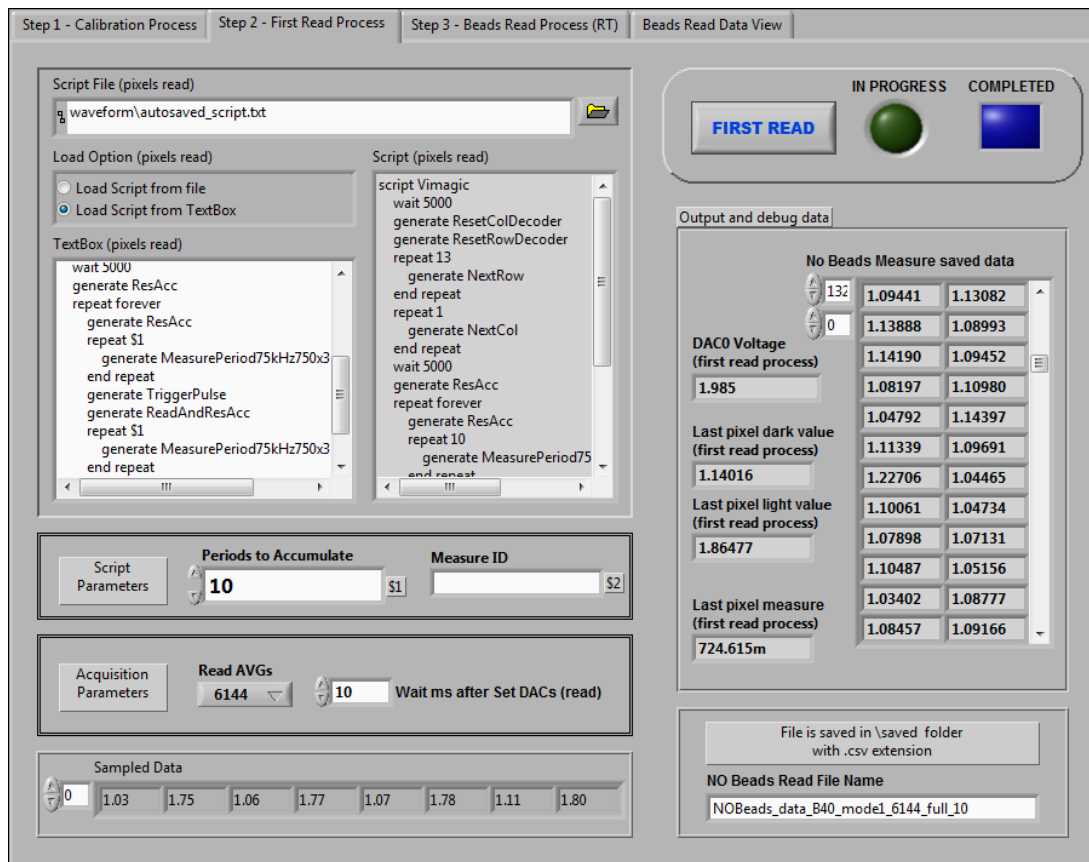 Step 1 - Calibration Process
Step 2 - First Read Process
Step 3 - Beads Read Process (RT)
Beads Read Data View
Script File (pixels read)
waveform\autosaved_script.txt
Load Option (pixels read)
Load Script from file
Load Script from TextBox
TextBox (pixels read)
wait 5000
generate ResAcc
repeat forever
generate ResAcc
repeat $1
generate MeasurePeriod75kHz750x3
end repeat
generate TriggerPulse
generate ReadAndResAcc
repeat $1
generate MeasurePeriod75kHz750x3
end repeat
Script (pixels read)
script Vimagic
wait 5000
generate ResetColDecoder
generate ResetRowDecoder
repeat 13
generate NextRow
end repeat
repeat 1
generate NextCol
end repeat
wait 5000
generate ResAcc
repeat forever
generate ResAcc
repeat 10
generate MeasurePeriod75
end repeat
Script
Parameters
Periods to Accumulate
10
$1
Measure ID
$2
Acquisition
Parameters
Read AVGs
6144
10
Wait ms after Set DACs (read)
Sampled Data
0
1.03 1.75 1.06 1.77 1.07 1.78 1.11 1.80
FIRST READ
IN PROGRESS
COMPLETED
Output and debug data
No Beads Measure saved data
132
0
DAC0 Voltage
(first read process)
1.985
Last pixel dark value
(first read process)
1.14016
Last pixel light value
(first read process)
1.86477
Last pixel measure
(first read process)
724.615m
1.09441 1.13082
1.13888 1.08993
1.14190 1.09452
1.08197 1.10980
1.04792 1.14397
1.11339 1.09691
1.22706 1.04465
1.10061 1.04734
1.07898 1.07131
1.10487 1.05156
1.03402 1.08777
1.08457 1.09166
File is saved in \saved folder
with .csv extension
NO Beads Read File Name
NOBeads_data_B40_mode1_6144_full_10